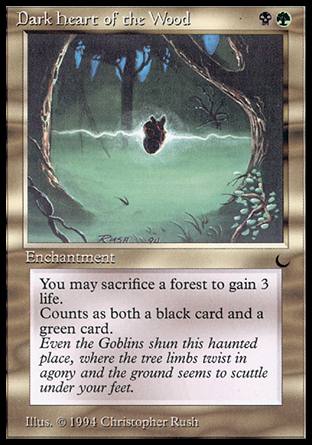 Dark Heart of the Wood
RUSH 94
Enchantment
You may sacrifice a forest to gain 3
life.
Counts as both a black card and a
green card.
Even the Goblins shun this haunted
place, where the tree limbs twist in
agony and the ground seems to scuttle
under your feet.
Illus. © 1994 Christopher Rush